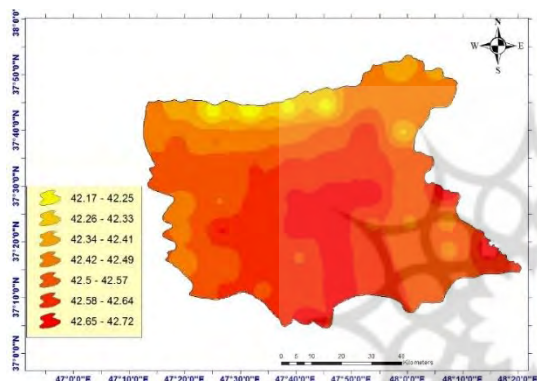 N
W
E
S
38°0'0"N
37°50'0"N
37°40'0"N
37°30'0"N
37°20'0"N
37°10'0"N
37°0'0"N
42.17 - 42.25
42.26 - 42.33
42.34 - 42.41
42.42 - 42.49
42.5 - 42.57
42.58 - 42.64
42.65 - 42.72
0 5 10 20 30 40
Kilometers
47°0'0"E 47°10'0"E 47°20'0"E 47°30'0"E 47°40'0"E 47°50'0"E 48°0'0"E 48°10'0"E 48°20'0"E